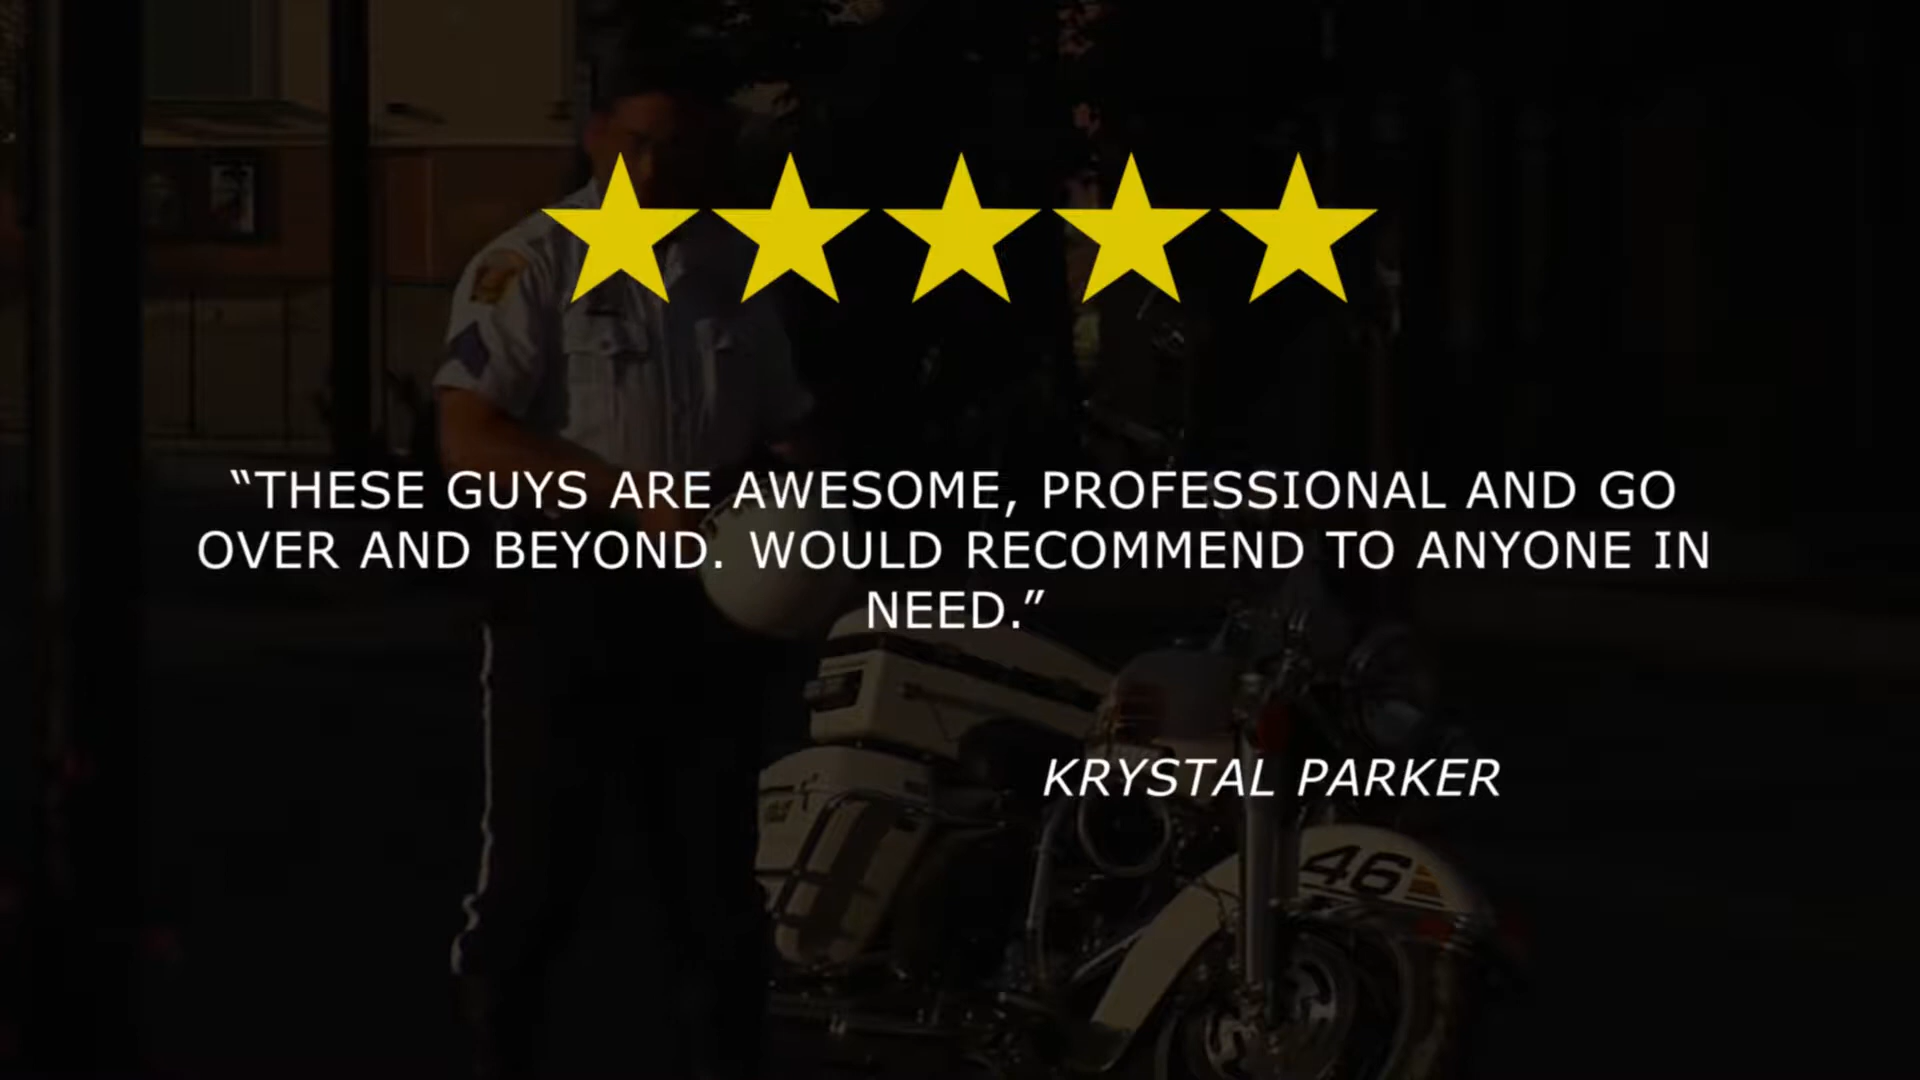 “THESE GUYS ARE AWESOME, PROFESSIONAL AND GO
OVER AND BEYOND. WOULD RECOMMEND TO ANYONE IN
NEED.”
KRYSTAL PARKER
46